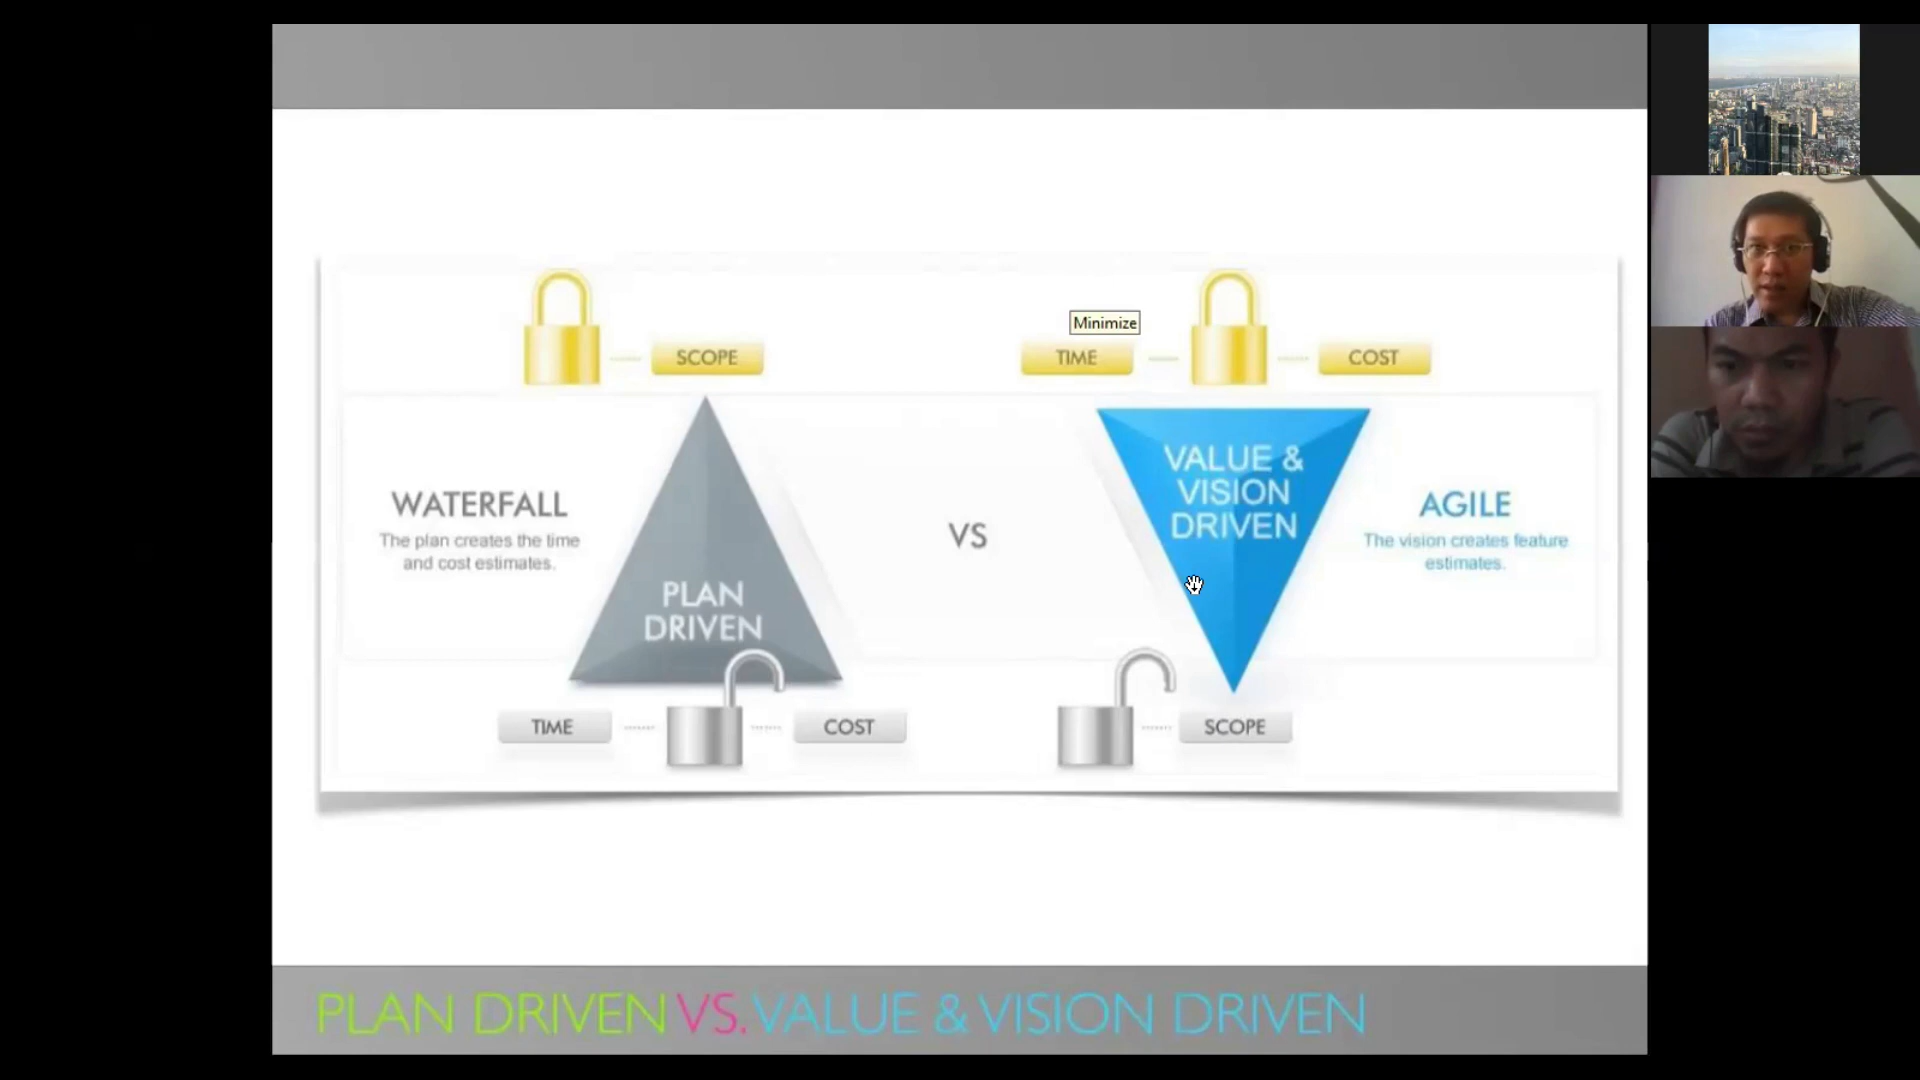 SCOPE
Minimize
TIME
COST
WATERFALL
The plan creates the time
and cost estimates.
PLAN
DRIVEN
VS
VALUE &
VISION
DRIVEN
AGILE
The vision creates feature
estimates.
TIME
COST
SCOPE
PLAN DRIVEN VS. VALUE & VISION DRIVEN